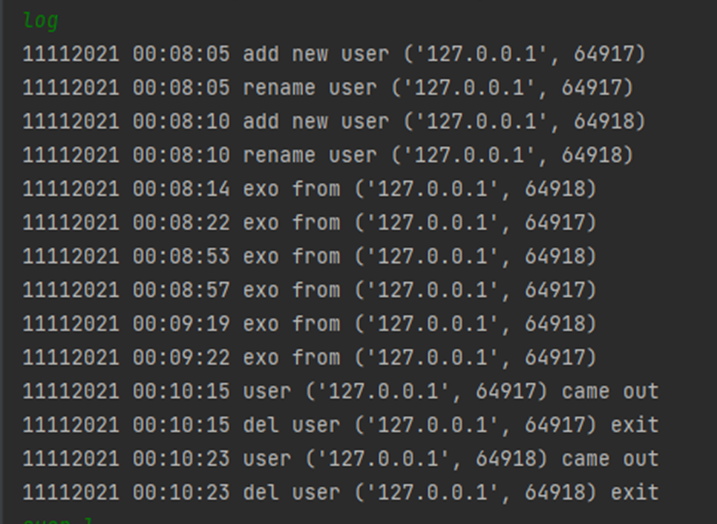 log
11112021 00:08:05 add new user ('127.0.0.1', 64917)
11112021 00:08:05 rename user ('127.0.0.1', 64917)
11112021 00:08:10 add new user ('127.0.0.1', 64918)
11112021 00:08:10 rename user ('127.0.0.1', 64918)
11112021 00:08:14 exo from ('127.0.0.1', 64918)
11112021 00:08:22 exo from ('127.0.0.1', 64917)
11112021 00:08:53 exo from ('127.0.0.1', 64918)
11112021 00:08:57 exo from ('127.0.0.1', 64917)
11112021 00:09:19 exo from ('127.0.0.1', 64918)
11112021 00:09:22 exo from ('127.0.0.1', 64917)
11112021 00:10:15 user ('127.0.0.1', 64917) came out
11112021 00:10:15 del user ('127.0.0.1', 64917) exit
11112021 00:10:23 user ('127.0.0.1', 64918) came out
11112021 00:10:23 del user ('127.0.0.1', 64918) exit